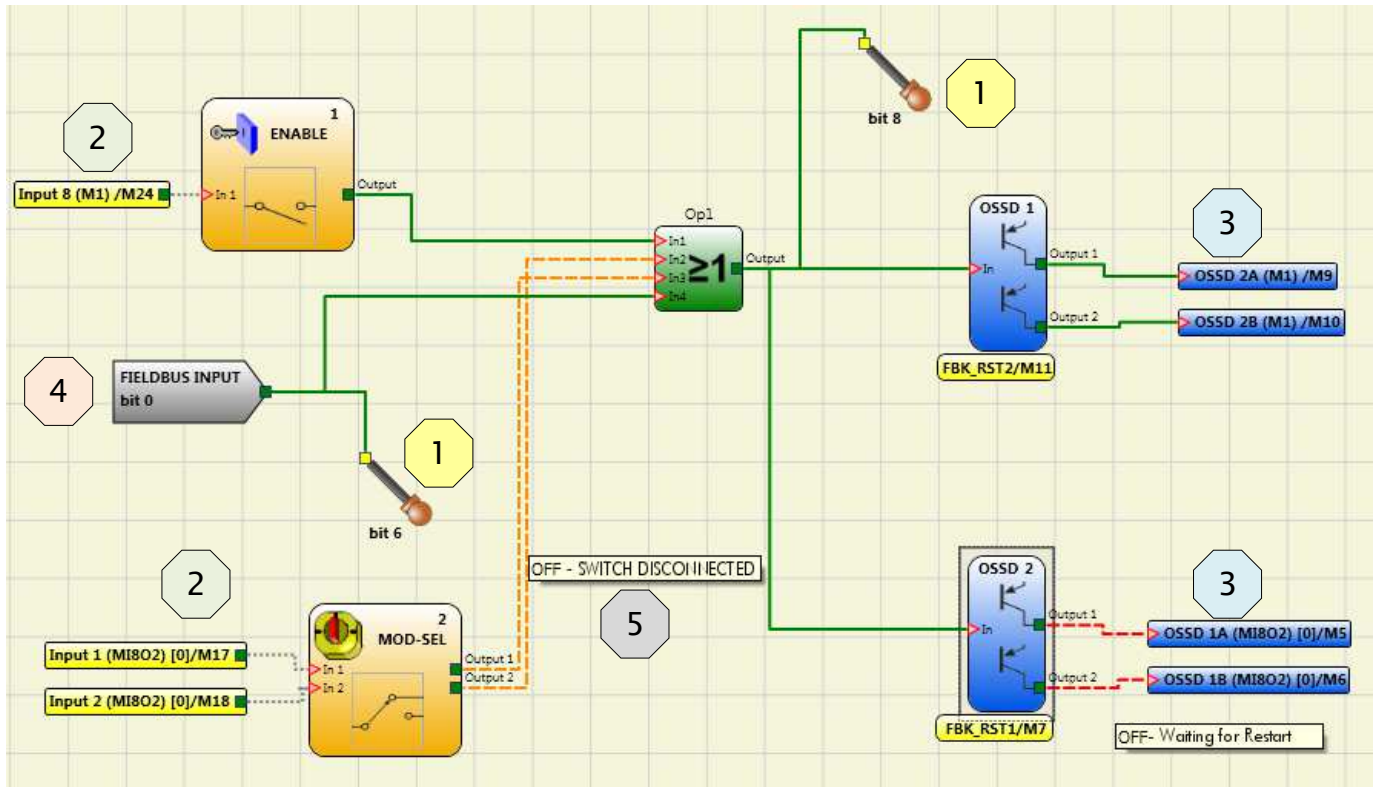 1
bit 8
2
1
ENABLE
Input 8 (M1) /M24
In 1
Output
Op1
In1
In2
In3
In4
≥1
Output
OSSD 1
In
Output 1
Output 2
FBK_RST2/M11
3
OSSD 2A (M1) /M9
OSSD 2B (M1) /M10
4
FIELDBUS INPUT
bit 0
1
bit 6
OFF - SWITCH DISCONNECTED
5
2
2
MOD-SEL
Input 1 (MI8O2) [0]/M17
Input 2 (MI8O2) [0]/M18
In 1
In 2
Output 1
Output 2
OSSD 2
In
Output 1
Output 2
FBK_RST1/M7
3
OSSD 1A (MI8O2) [0]/M5
OSSD 1B (MI8O2) [0]/M6
OFF- Waiting for Restart